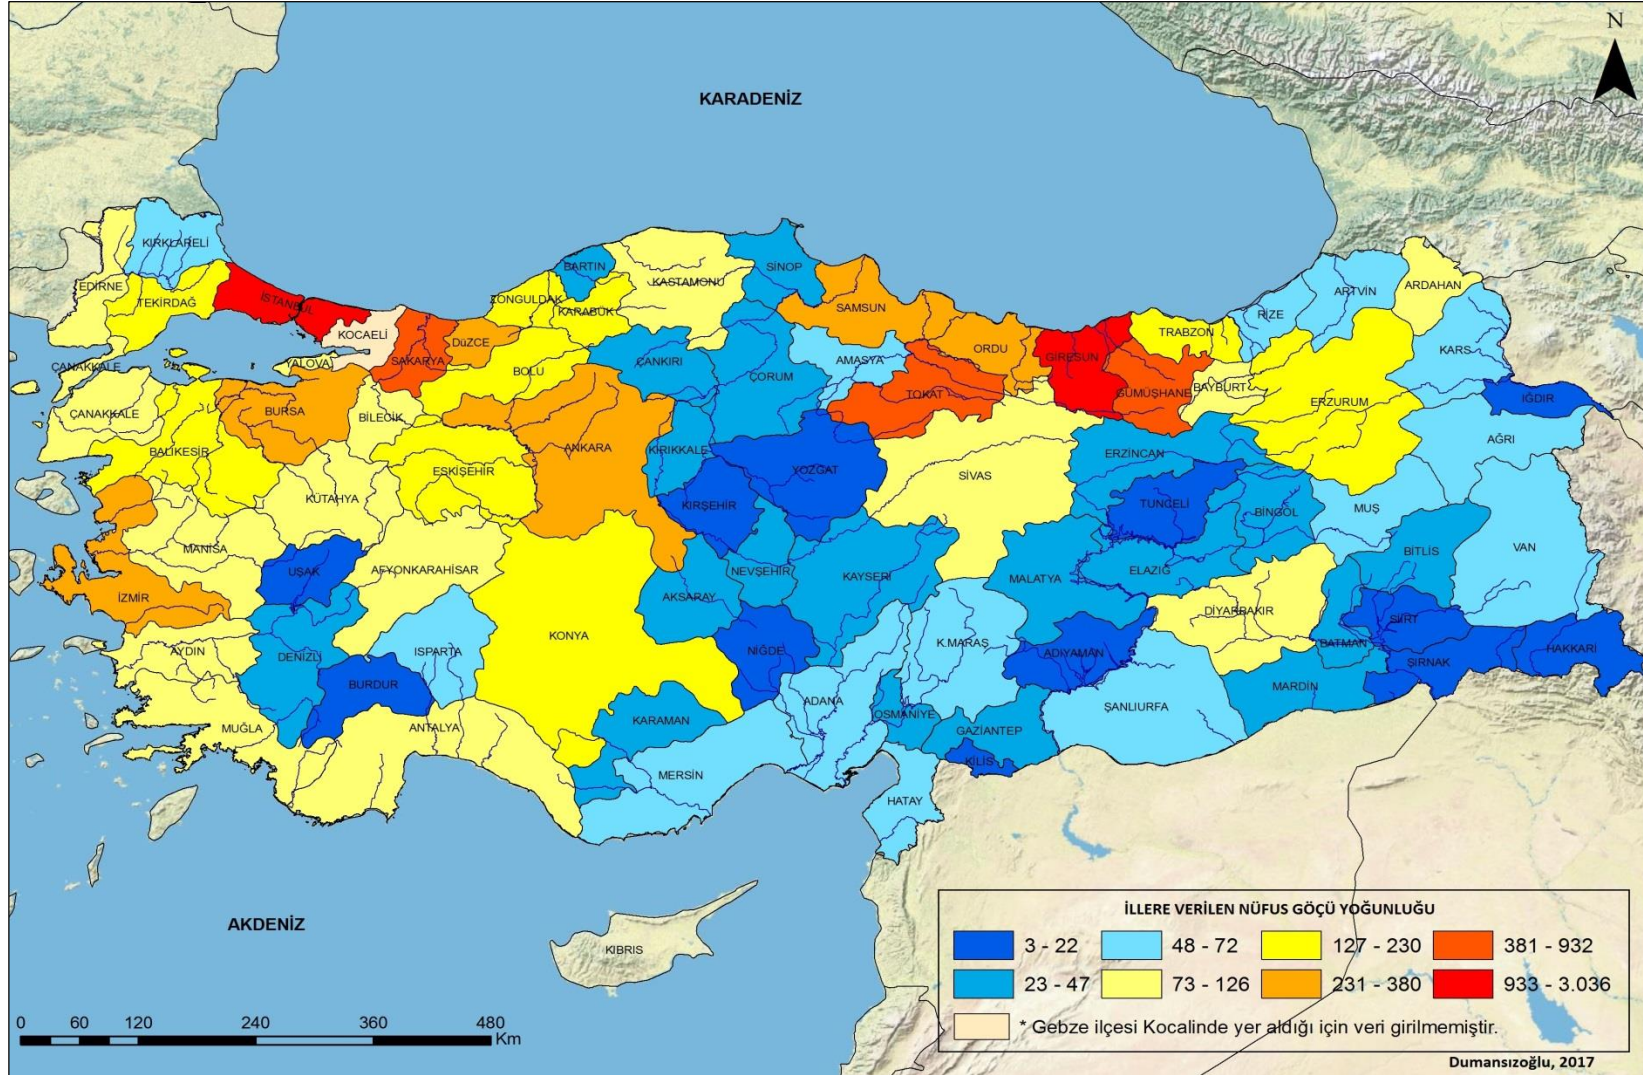 N
KARADENİZ
KIRKLARELİ
EDİRNE
TEKİRDAĞ
İSTANBUL
KOCAELİ
YALOVA
SAKARYA
DüZCE
ZONGULDAK
BARTIN
KARABÜK
KASTAMONU
SİNOP
SAMSUN
ORDU
GİRESUN
TRABZON
RİZE
ARTVİN
ARDAHAN
KARS
IĞDIR
AĞRI
ERZURUM
BAYBURT
GÜMÜŞHANE
TOKAT
AMASYA
ÇORUM
ÇANKIRI
BOLU
BİLECİK
BURSA
ÇANAKKALE
ÇANAKKALE
BALIKESİR
KÜTAHYA
ESKİŞEHİR
ANKARA
KIRIKKALE
KIRŞEHİR
YOZGAT
SİVAS
ERZİNCAN
TUNCELİ
BİNGÖL
MUŞ
BİTLİS
VAN
MANİSA
UŞAK
AFYONKARAHİSAR
İZMİR
AYDIN
DENİZLİ
ISPARTA
BURDUR
MUĞLA
ANTALYA
KONYA
AKSARAY
NEVŞEHİR
KAYSERİ
NİĞDE
MALATYA
ELAZIĞ
DİYARBAKIR
BATMAN
SİİRT
ŞIRNAK
HAKKARİ
MARDİN
ŞANLIURFA
ADIYAMAN
K.MARAŞ
ADANA
OSMANİYE
GAZİANTEP
KİLİS
HATAY
MERSİN
KARAMAN
AKDENİZ
KIBRIS
İLLERE VERİLEN NÜFUS GÖÇÜ YOĞUNLUĞU
3 - 22
48 - 72
127 - 230
381 - 932
23 - 47
73 - 126
231 - 380
933 - 3.036
* Gebze ilçesi Kocalinde yer aldığı için veri girilmemiştir.
0 60 120 240 360 480
Km
Dumansızoğlu, 2017